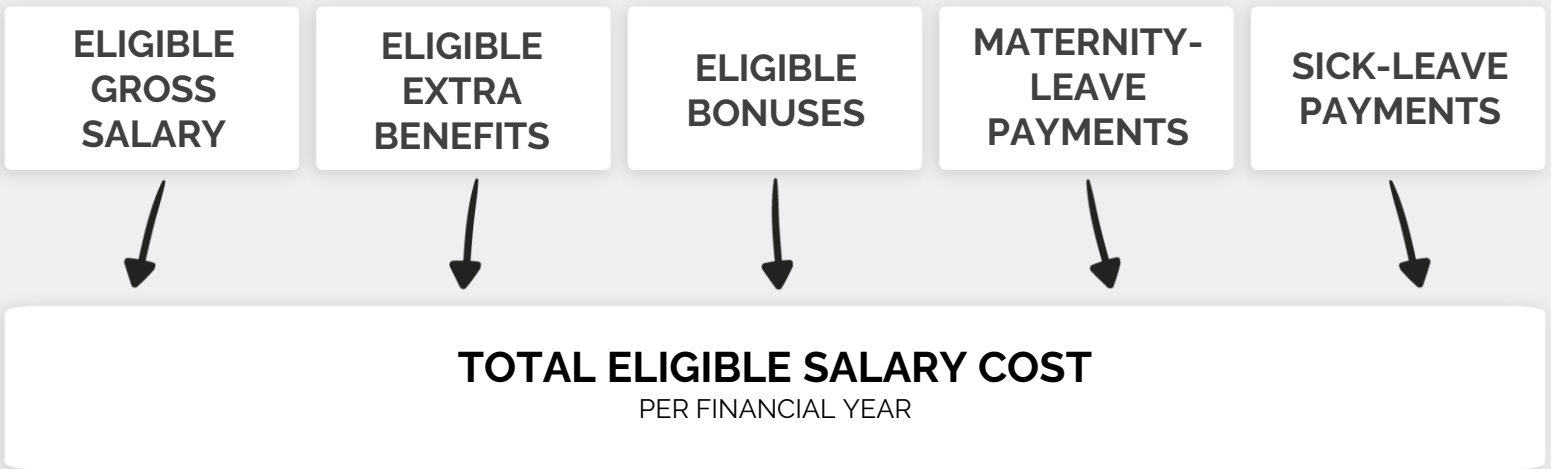 ELIGIBLE
GROSS
SALARY
ELIGIBLE
EXTRA
BENEFITS
ELIGIBLE
BONUSES
MATERNITY-
LEAVE
PAYMENTS
SICK-LEAVE
PAYMENTS
TOTAL ELIGIBLE SALARY COST
PER FINANCIAL YEAR